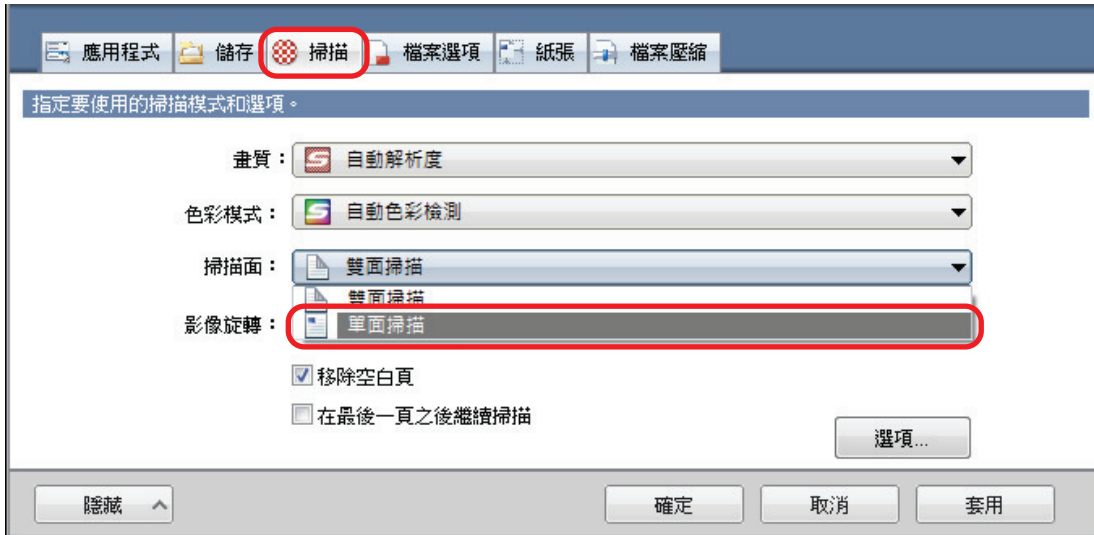 應用程式 儲存 掃描 檔案選項 紙張 檔案壓縮
指定要使用的掃描模式和選項。
畫質： 自動解析度
色彩模式： 自動色彩檢測
掃描面： 雙面掃描
雙面掃描
影像旋轉： 單面掃描
移除空白頁
在最後一頁之後繼續掃描
選項...
隱藏 確定 取消 套用